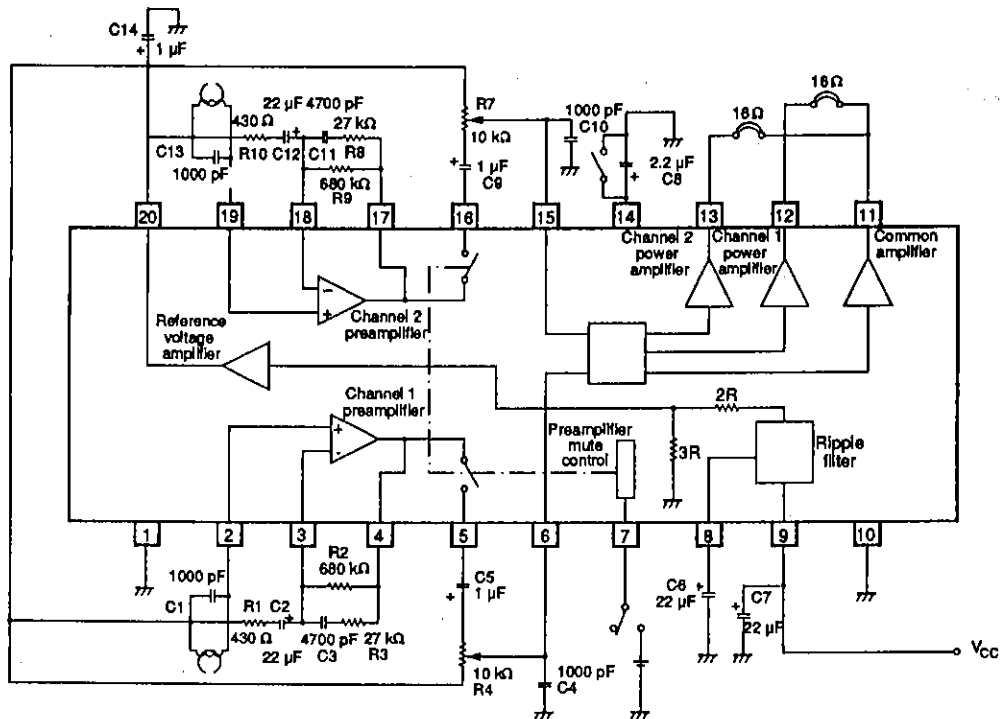 C14
+ 1 µF
22 µF 4700 pF
430 Ω
27 kΩ
C13
R10 C12 + C11 R8
1000 pF
680 kΩ
R9
R7
10 kΩ
+ 1 µF
C9
1000 pF
C10
2.2 µF
+ C8
16Ω
16Ω
20
19
18
17
16
15
14
13
12
11
Channel 2
power
amplifier
Channel 1
power
amplifier
Common
amplifier
−
+
Channel 2
preamplifier
Reference
voltage
amplifier
Channel 1
preamplifier
+
−
Preamplifier
mute
control
2R
3R
Ripple
filter
1
2
3
4
5
6
7
8
9
10
1000 pF
C1
R2
680 kΩ
R1 C2
+
430 Ω
22 µF
4700 pF
C3
27 kΩ
R3
C5
+ 1 µF
10 kΩ
R4
1000 pF
C4
C6 +
22 µF
C7
+
22 µF
VCC